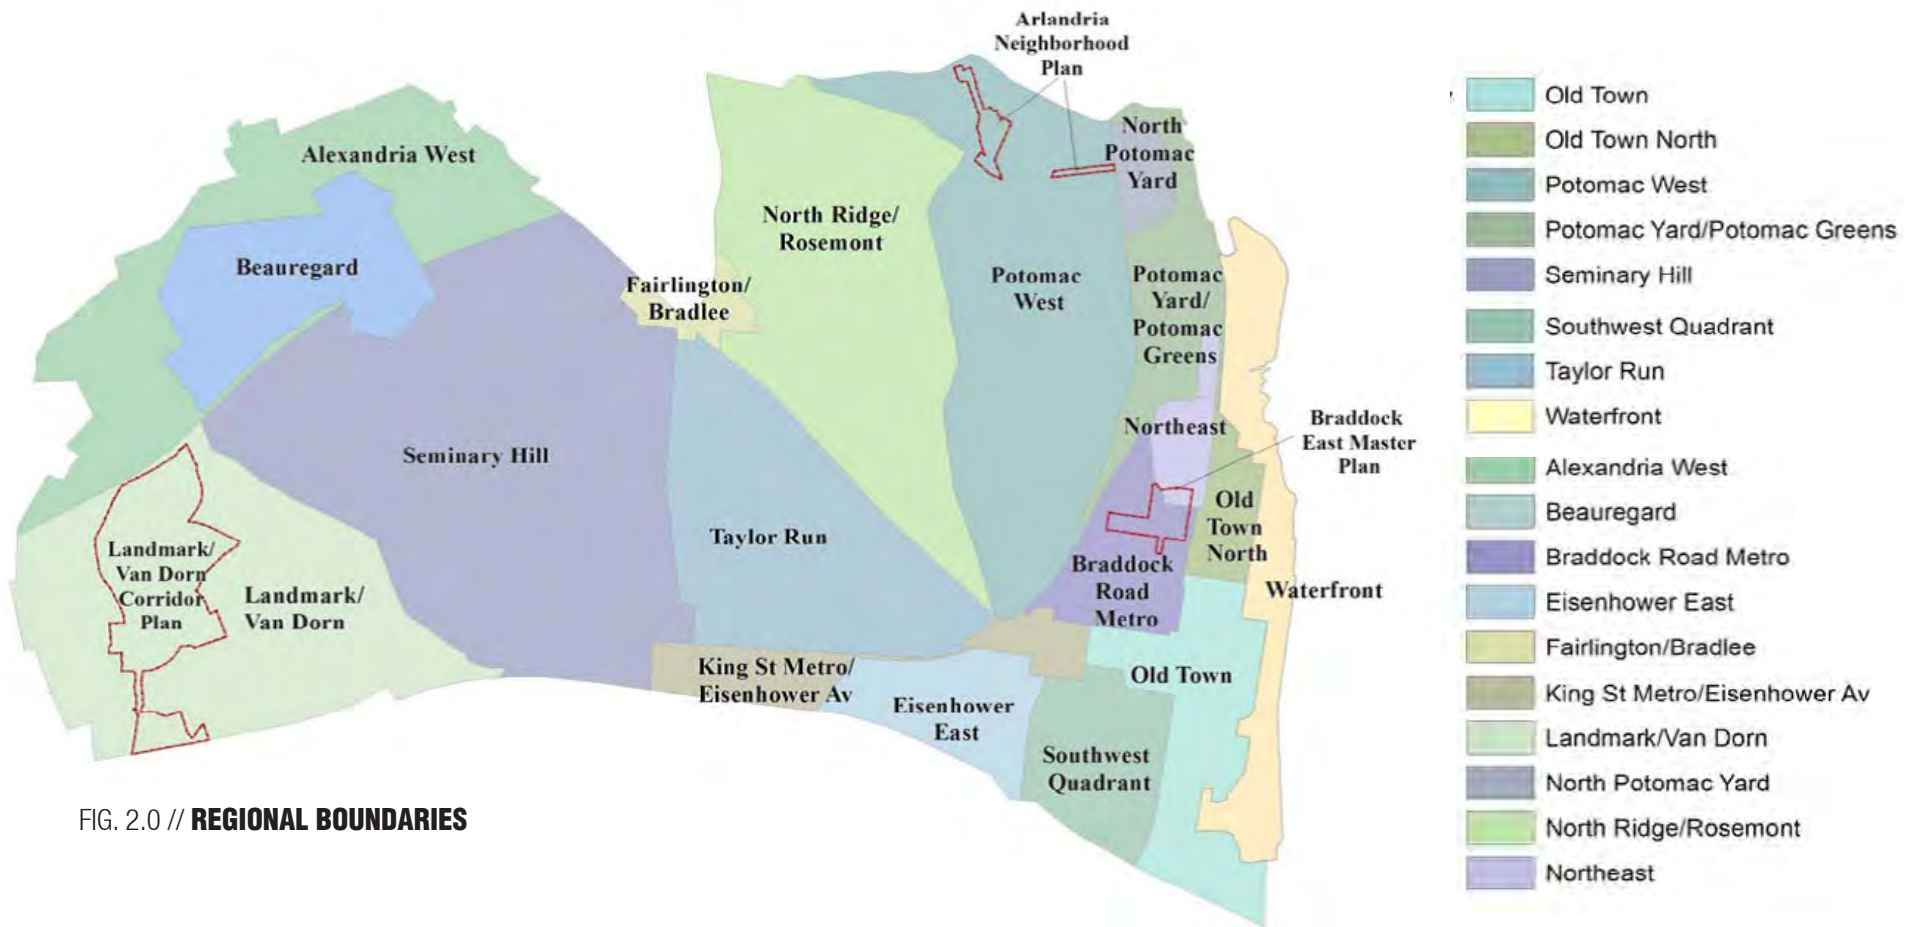 Arlandria
Neighborhood
Plan
Alexandria West
North
Potomac
Yard
Beauregard
North Ridge/
Rosemont
Fairlington/
Bradlee
Potomac
West
Potomac
Yard/
Potomac
Greens
Northeast
Braddock
East Master
Plan
Seminary Hill
Taylor Run
Old
Town
North
Landmark/
Van Dorn
Corridor
Plan
Landmark/
Van Dorn
Braddock
Road
Metro
Waterfront
King St Metro/
Eisenhower Av
Old Town
Eisenhower
East
Southwest
Quadrant
FIG. 2.0 // REGIONAL BOUNDARIES
Old Town
Old Town North
Potomac West
Potomac Yard/Potomac Greens
Seminary Hill
Southwest Quadrant
Taylor Run
Waterfront
Alexandria West
Beauregard
Braddock Road Metro
Eisenhower East
Fairlington/Bradlee
King St Metro/Eisenhower Av
Landmark/Van Dorn
North Potomac Yard
North Ridge/Rosemont
Northeast